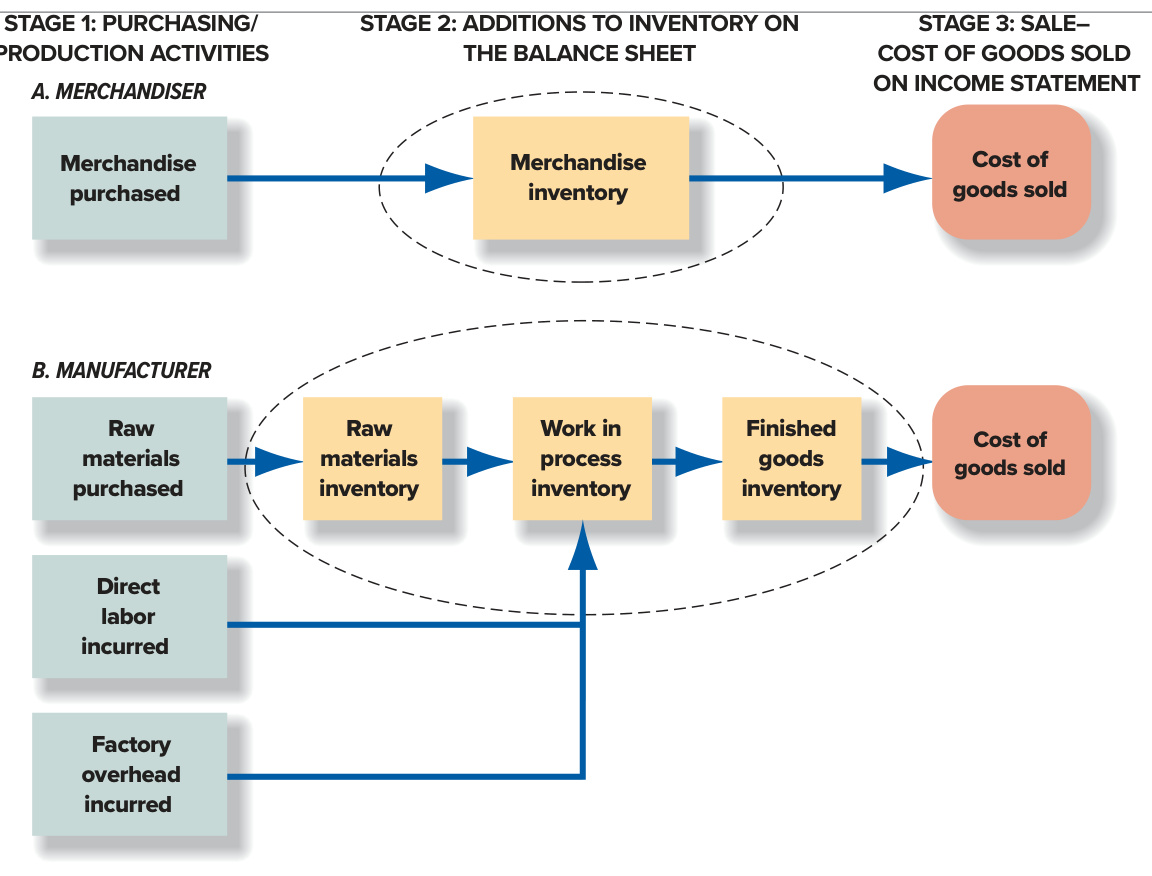 STAGE 1: PURCHASING/
PRODUCTION ACTIVITIES
STAGE 2: ADDITIONS TO INVENTORY ON
THE BALANCE SHEET
STAGE 3: SALE–
COST OF GOODS SOLD
ON INCOME STATEMENT
A. MERCHANDISER
Merchandise
purchased
Merchandise
inventory
Cost of
goods sold
B. MANUFACTURER
Raw
materials
purchased
Raw
materials
inventory
Work in
process
inventory
Finished
goods
inventory
Cost of
goods sold
Direct
labor
incurred
Factory
overhead
incurred